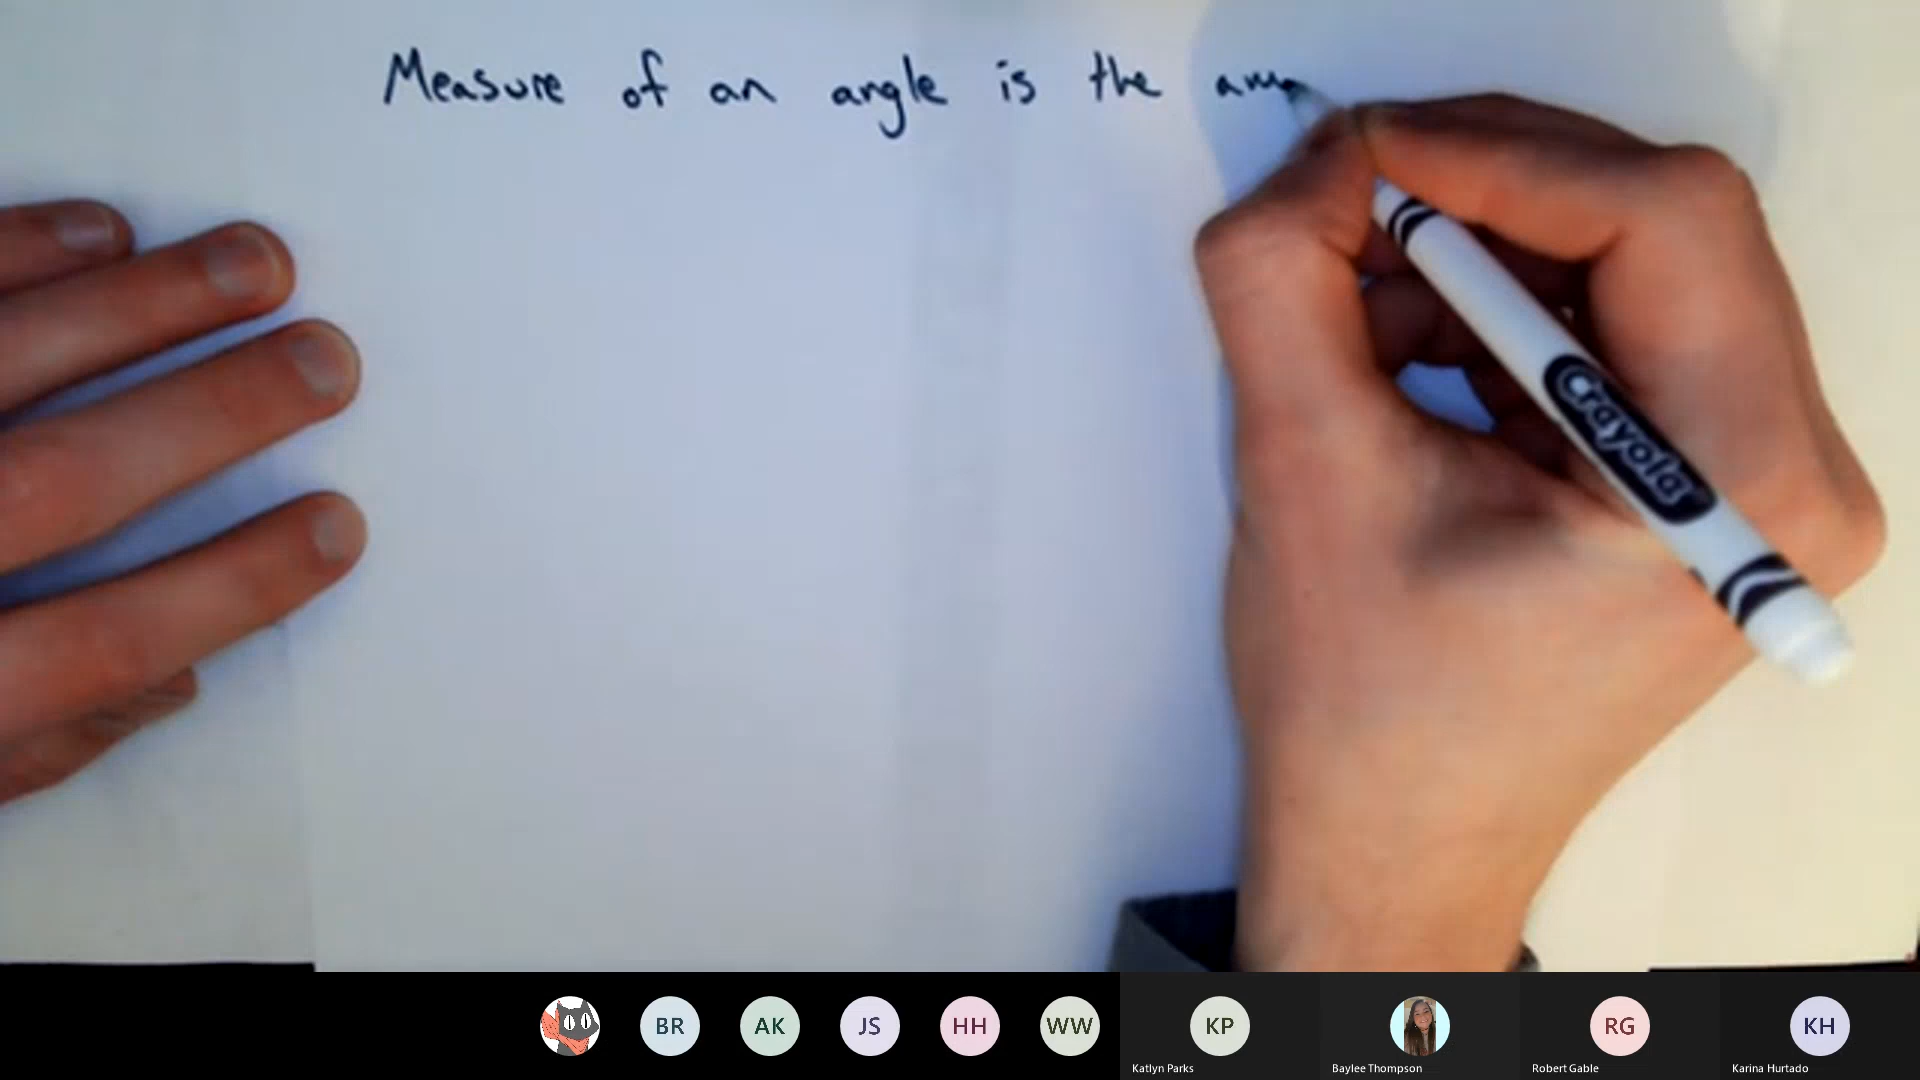 Measure of an angle is the amo
Crayola
BR
AK
JS
HH
WW
KP
RG
KH
Katlyn Parks
Baylee Thompson
Robert Gable
Karina Hurtado